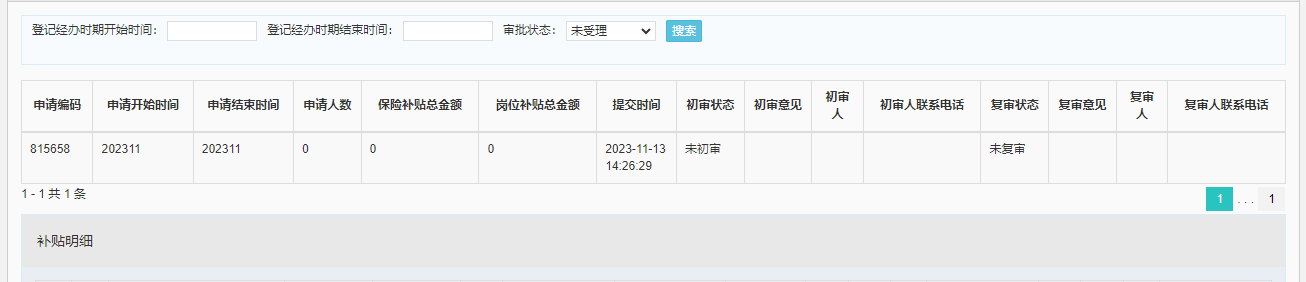 登记经办时期开始时间： 登记经办时期结束时间： 审批状态： 未受理 搜索
申请编码 申请开始时间 申请结束时间 申请人数 保险补贴总金额 岗位补贴总金额 提交时间 初审状态 初审意见 初审人 初审人联系电话 复审状态 复审意见 复审人 复审人联系电话
815658 202311 202311 0 0 0 2023-11-13 未初审 未复审
14:26:29
1 - 1 共 1 条 1 . . . 1
补贴明细